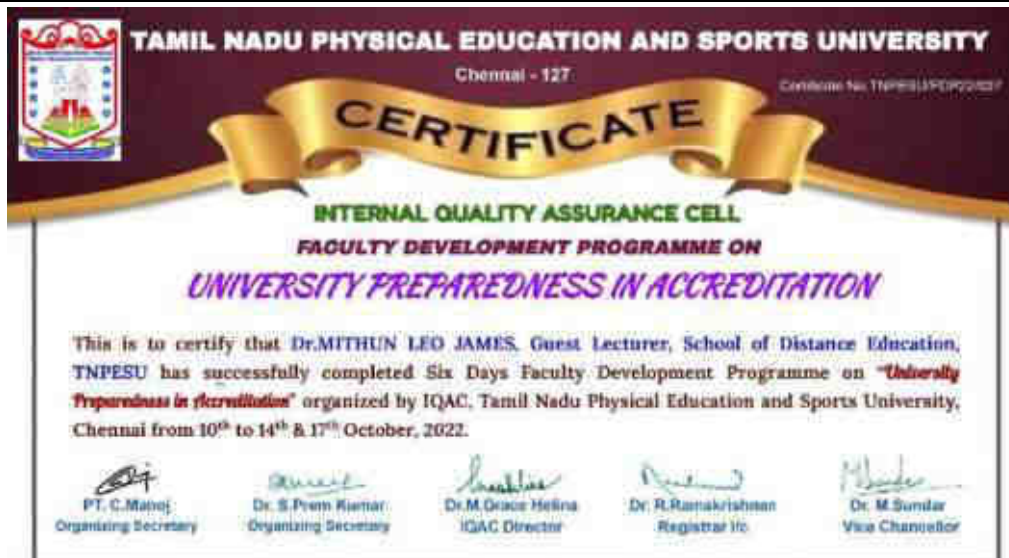 TAMIL NADU PHYSICAL EDUCATION AND SPORTS UNIVERSITY
Chennai - 127
Certificate No.
CERTIFICATE
INTERNAL QUALITY ASSURANCE CELL
FACULTY DEVELOPMENT PROGRAMME ON
UNIVERSITY PREPAREDNESS IN ACCREDITATION
This is to certify that Dr.MITHUN LEO JAMES, Guest Lecturer, School of Distance Education,
TNPESU has successfully completed Six Days Faculty Development Programme on "University
Preparedness in Accreditation" organized by IQAC, Tamil Nadu Physical Education and Sports University,
Chennai from 10th to 14th & 17th October, 2022.
PT. C.Manoj Dr. S.Prem Kumar Dr.M.Grace Helina Dr. R.Ramakrishnan Dr. M.Sundar
Organizing Secretary Organizing Secretary IQAC Director Registrar i/c Vice Chancellor